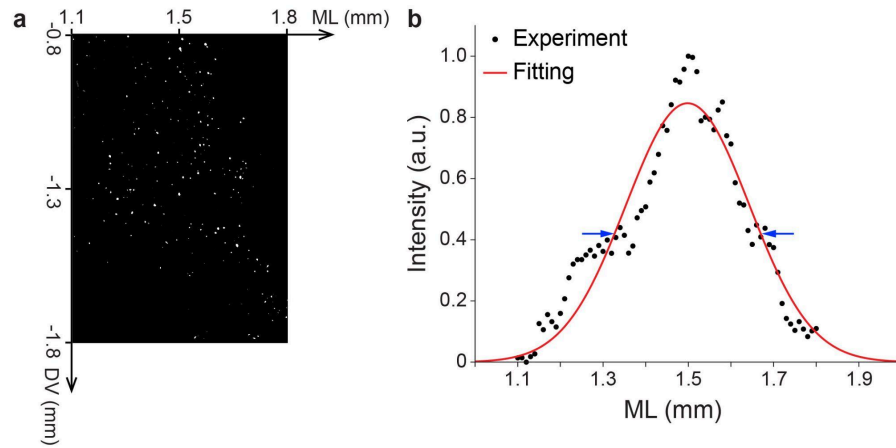 a
1.1 1.5 1.8 ML (mm)
-0.8
-1.3
-1.8 DV (mm)
b
Experiment
Fitting
Intensity (a.u.)
1.0
0.8
0.6
0.4
0.2
0
1.1 1.3 1.5 1.7 1.9
ML (mm)